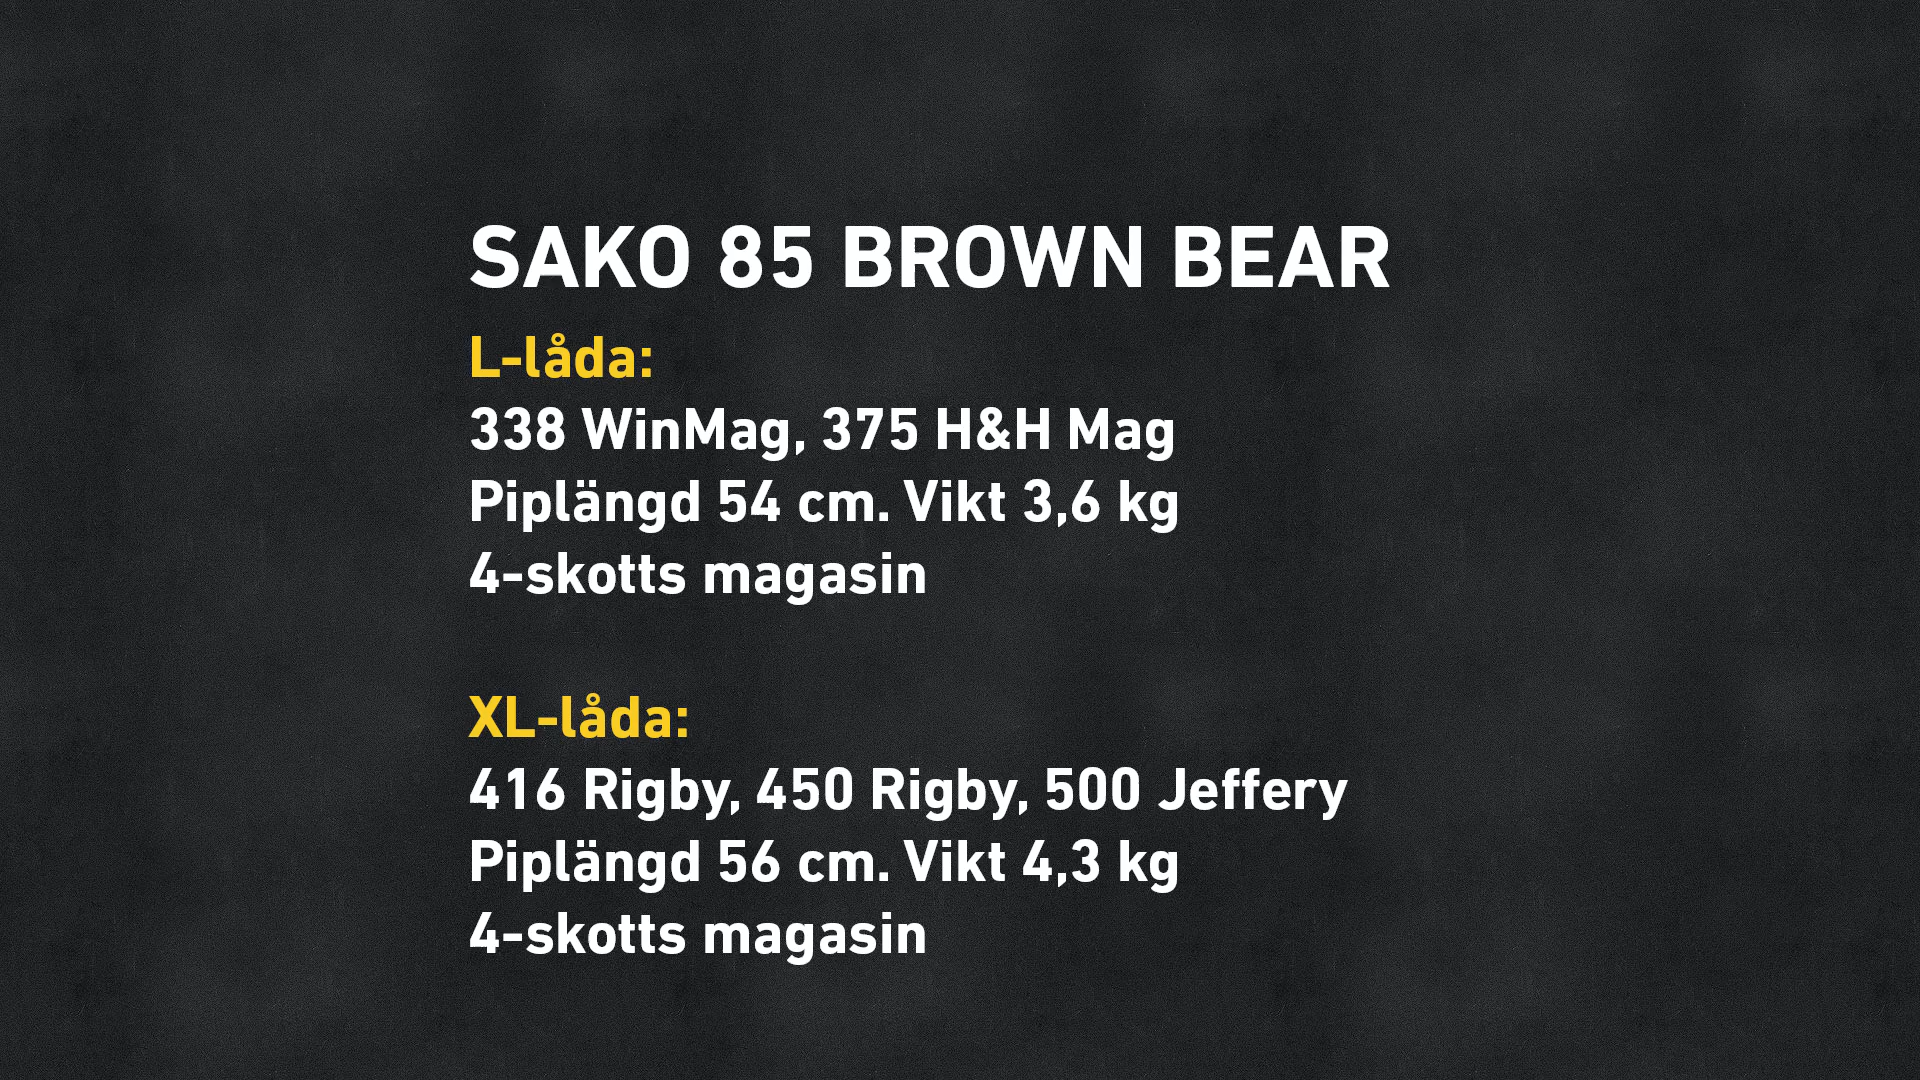 SAKO 85 BROWN BEAR
L-låda:
338 WinMag, 375 H&H Mag
Piplängd 54 cm. Vikt 3,6 kg
4-skotts magasin
XL-låda:
416 Rigby, 450 Rigby, 500 Jeffery
Piplängd 56 cm. Vikt 4,3 kg
4-skotts magasin